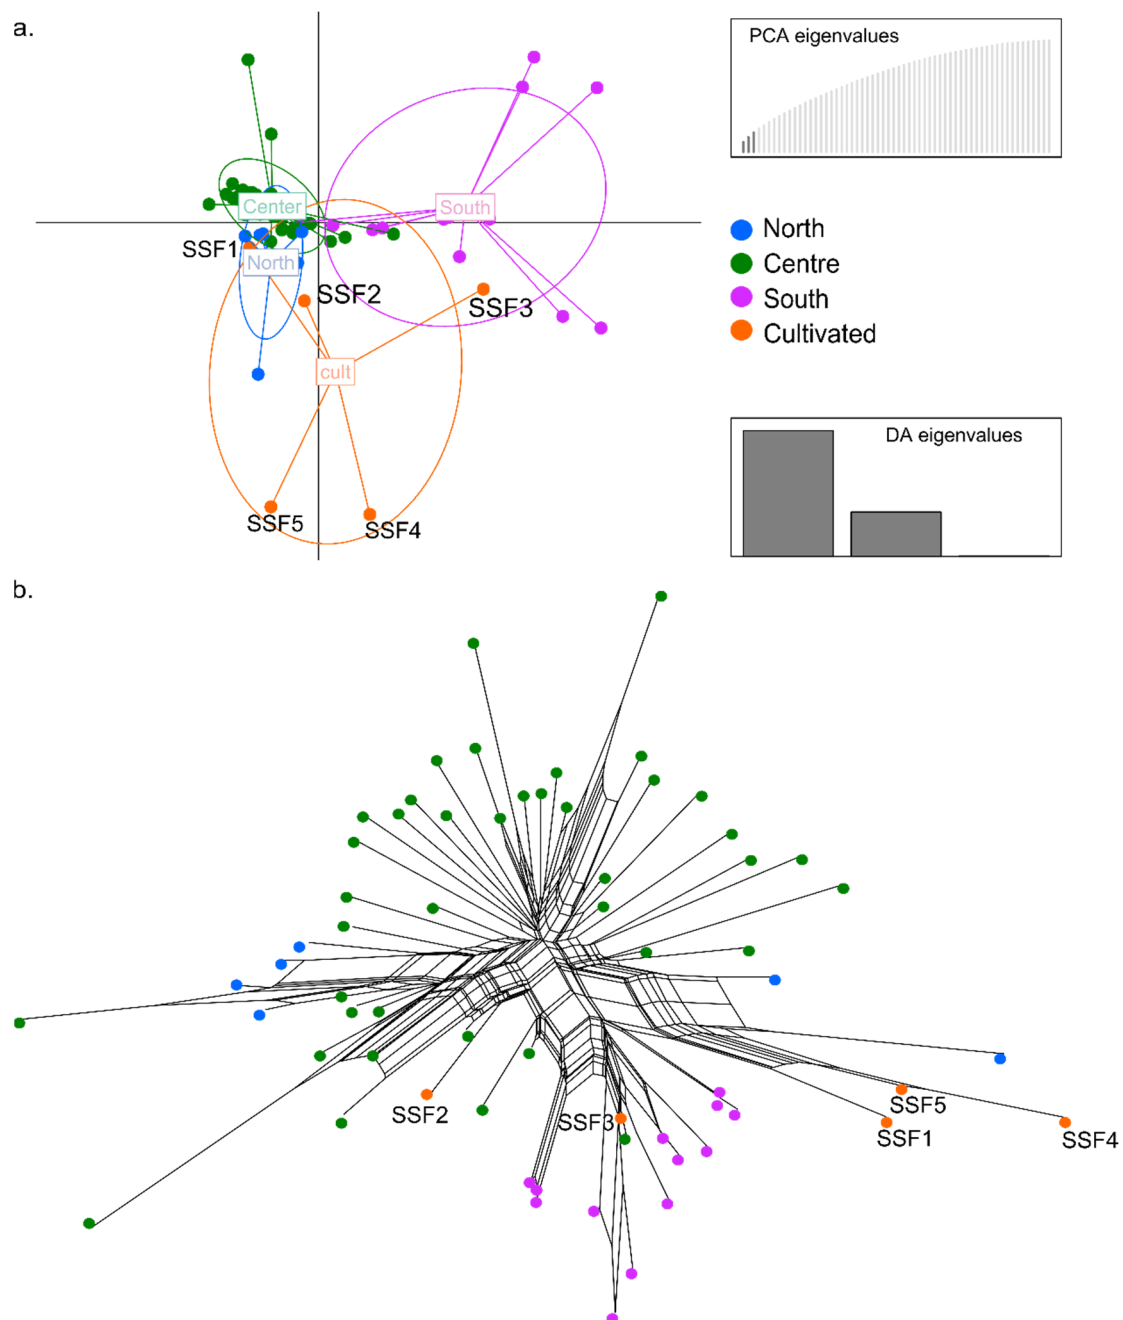 a.
PCA eigenvalues
Center
South
SSF1
North
SSF2
SSF3
cult
SSF5
SSF4
North
Centre
South
Cultivated
DA eigenvalues
b.
SSF2
SSF3
SSF5
SSF1
SSF4